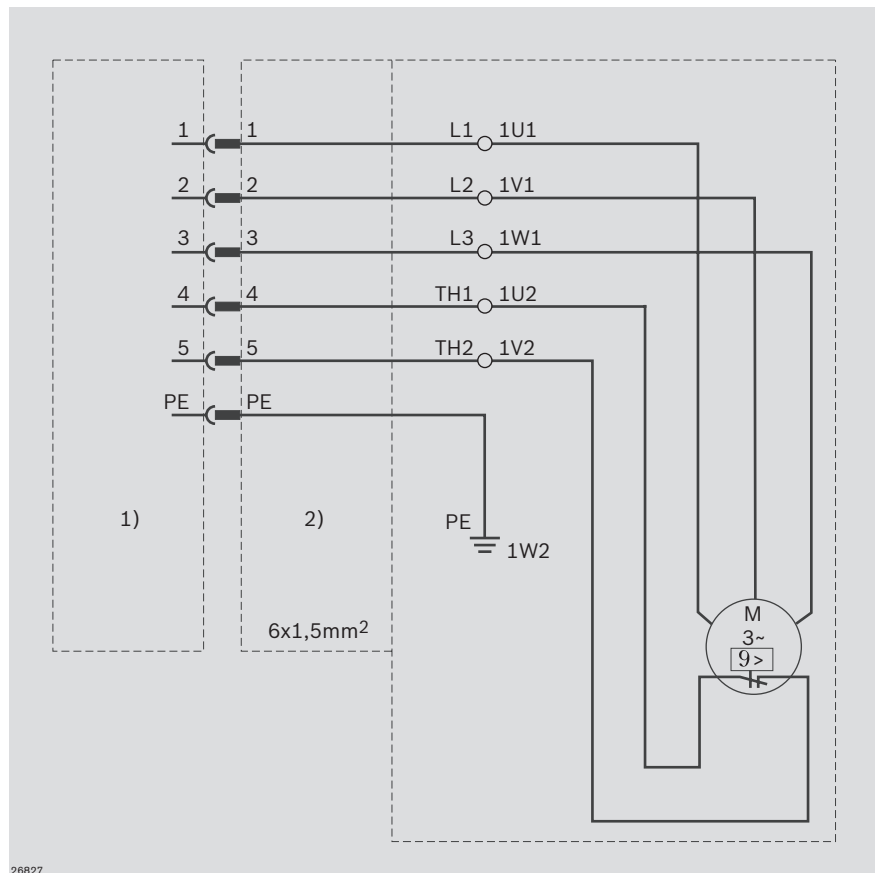 1 1 L1 1U1
2 2 L2 1V1
3 3 L3 1W1
4 4 TH1 1U2
5 5 TH2 1V2
PE PE
1) 2) PE
1W2
6x1,5mm²
M
3~
9>
26827